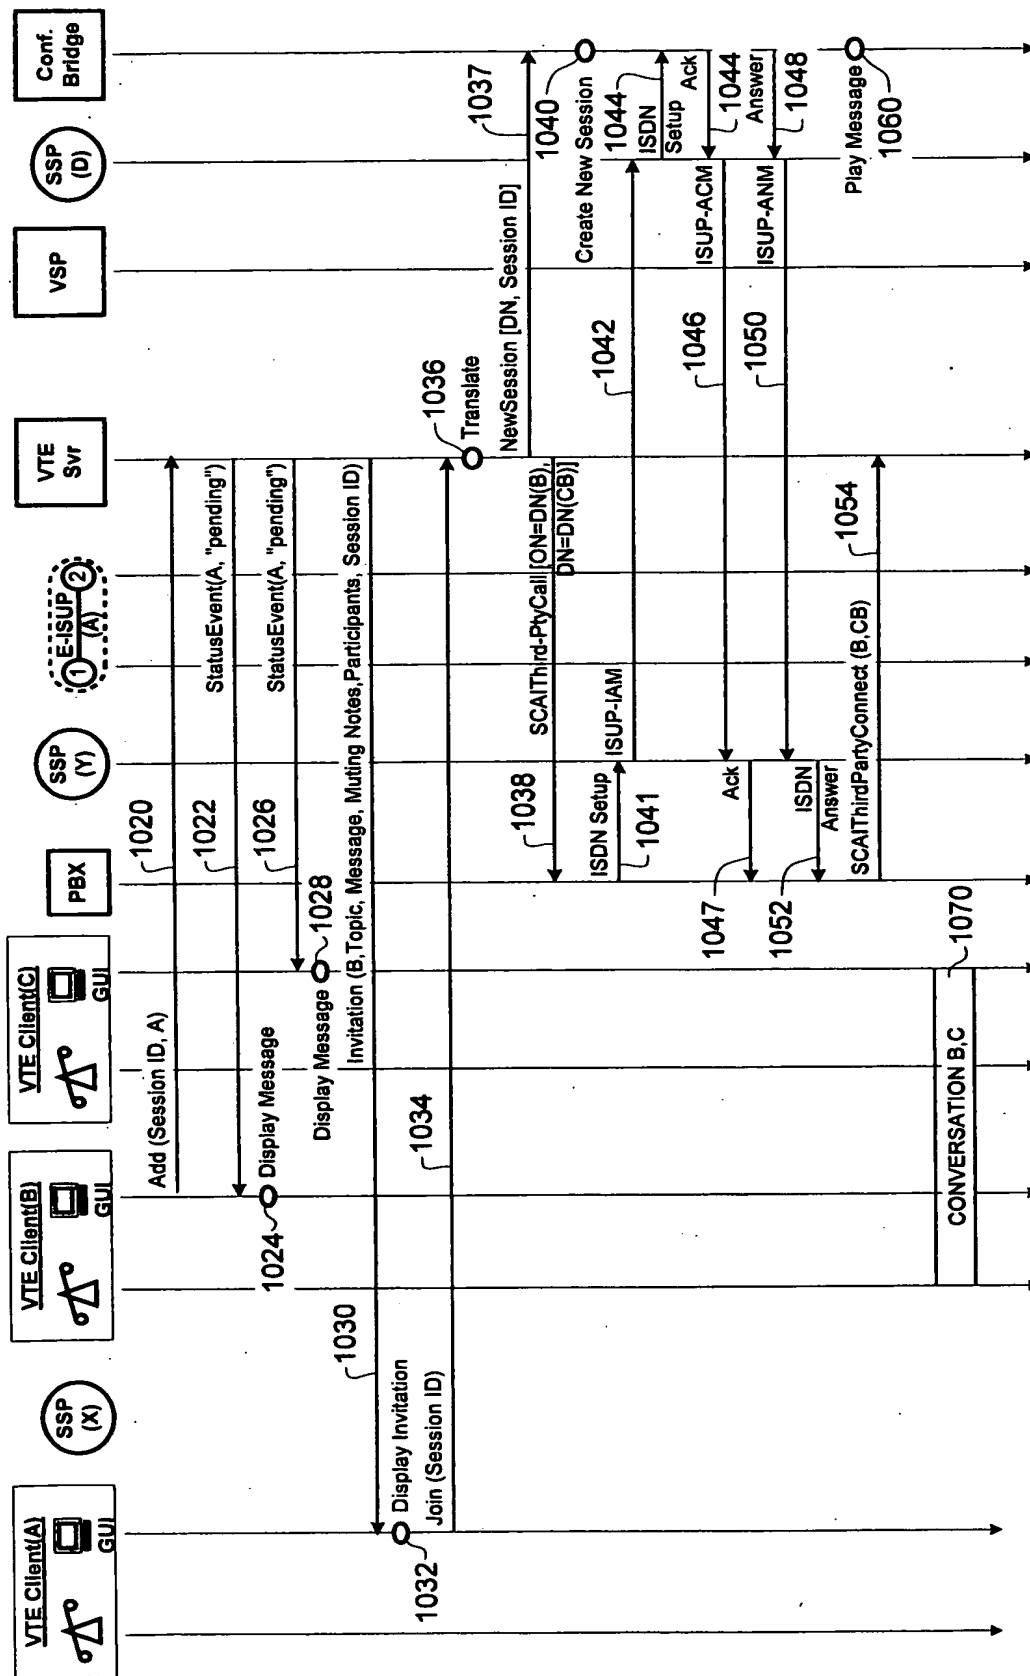 VTE Client(A)
GUI
SSP
(X)
VTE Client(B)
GUI
VTE Client(C)
GUI
PBX
SSP
(Y)
1
E-ISUP
(A)
2
VTE
Svr
VSP
SSP
(D)
Conf.
Bridge
Add (Session ID, A)
1020
StatusEvent(A, "pending")
1022
Display Message
1024
StatusEvent(A, "pending")
1026
Display Message
1028
Invitation (B,Topic, Message, Muting Notes,Participants, Session ID)
1030
Display Invitation
1032
Join (Session ID)
1034
1036
Translate
NewSession [DN, Session ID]
1037
SCAIThird-PtyCall [ON=DN(B),
DN=DN(CB)]
1038
1040
Create New Session
ISDN Setup
1041
ISUP-IAM
1042
1044
ISDN
Setup
Ack
1044
ISUP-ACM
1046
Ack
1047
Answer
1048
ISUP-ANM
1050
ISDN
Answer
1052
SCAIThirdPartyConnect (B,CB)
1054
Play Message
1060
CONVERSATION B,C
1070